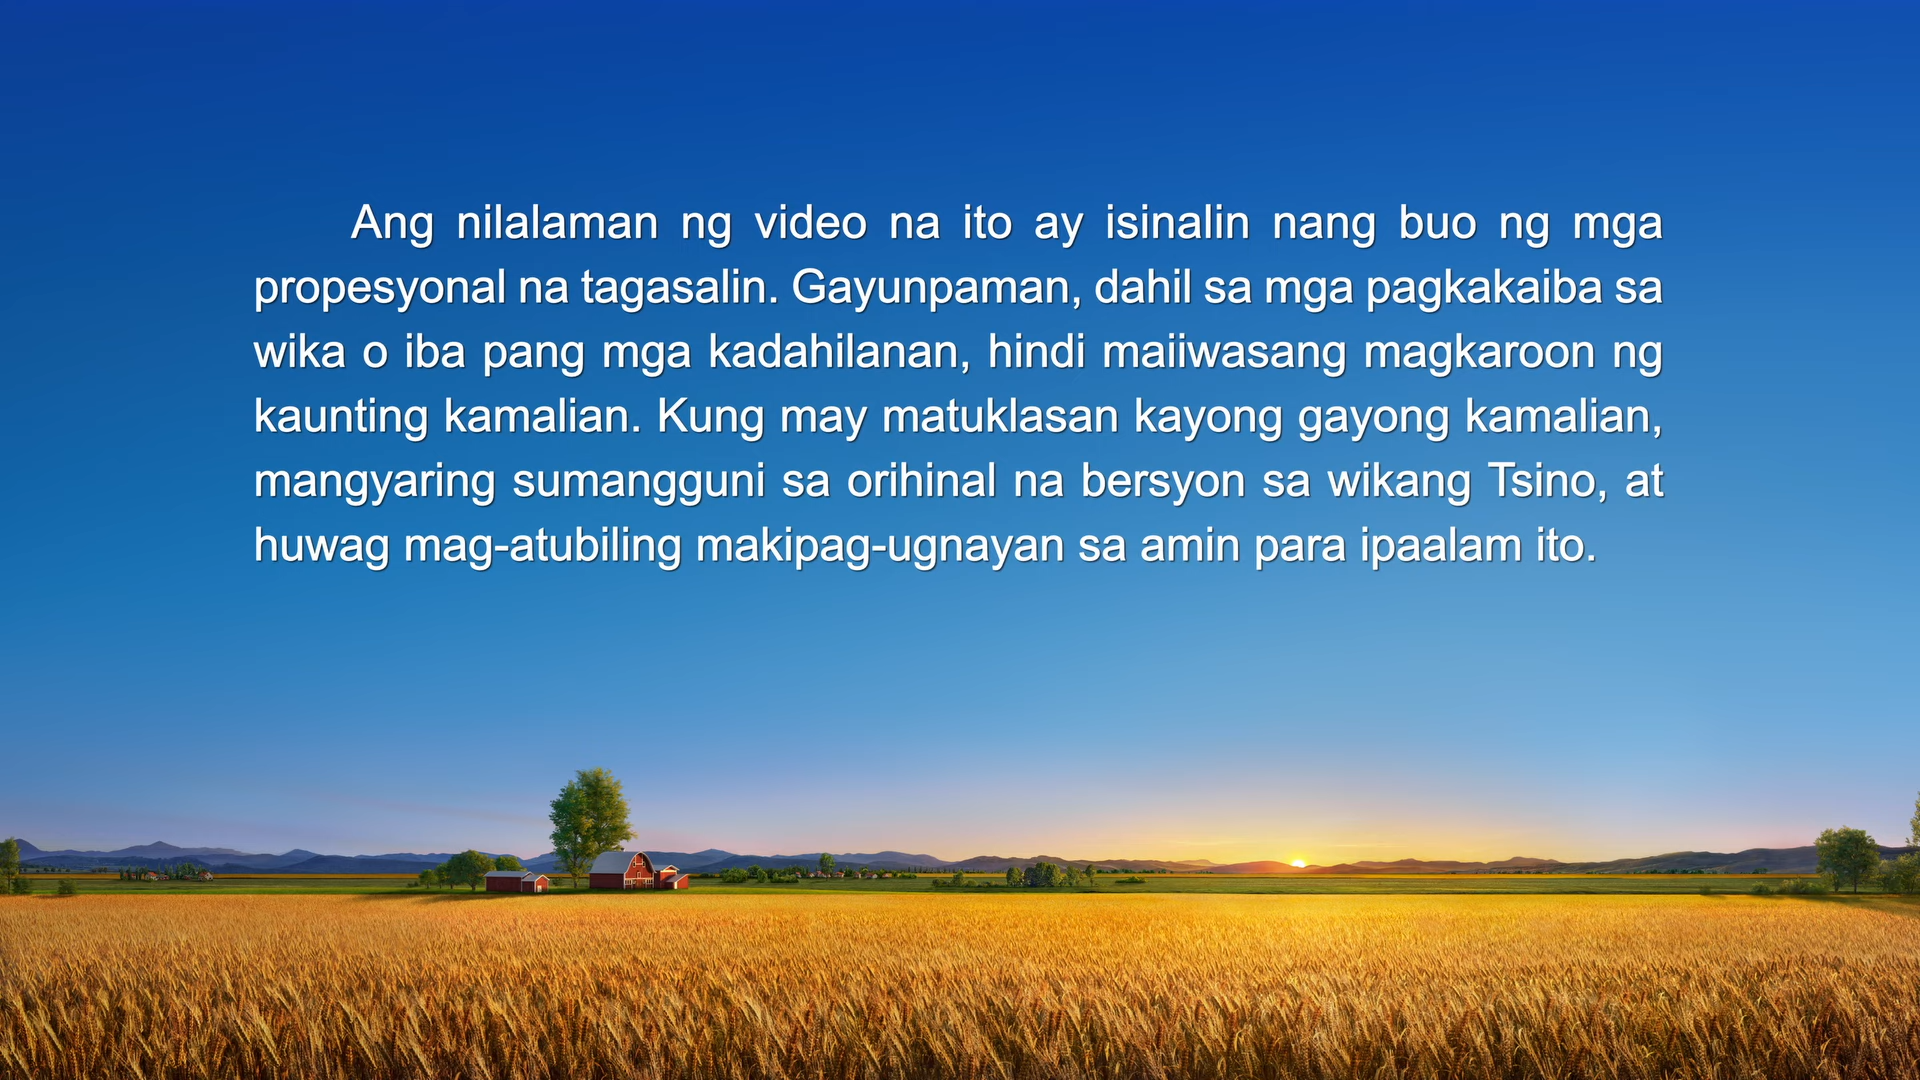 Ang nilalaman ng video na ito ay isinalin nang buo ng mga
propesyonal na tagasalin. Gayunpaman, dahil sa mga pagkakaiba sa
wika o iba pang mga kadahilanan, hindi maiiwasang magkaroon ng
kaunting kamalian. Kung may matuklasan kayong gayong kamalian,
mangyaring sumangguni sa orihinal na bersyon sa wikang Tsino, at
huwag mag-atubiling makipag-ugnayan sa amin para ipaalam ito.